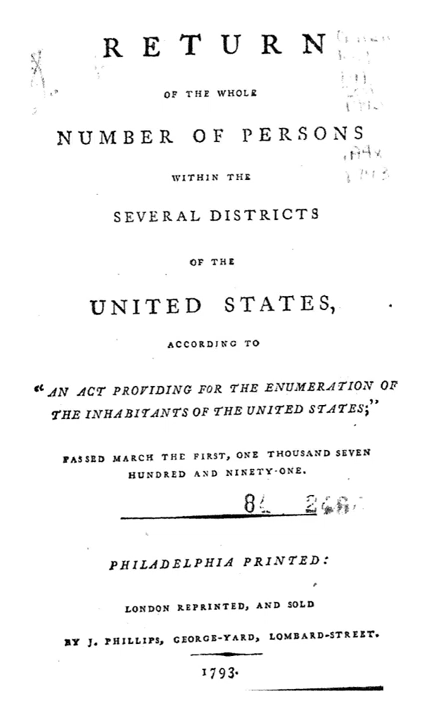 RETURN
OF THE WHOLE
NUMBER OF PERSONS
WITHIN THE
SEVERAL DISTRICTS
OF THE
UNITED STATES,
ACCORDING TO
“AN ACT PROVIDING FOR THE ENUMERATION OF
THE INHABITANTS OF THE UNITED STATES;”
PASSED MARCH THE FIRST, ONE THOUSAND SEVEN
HUNDRED AND NINETY-ONE.
PHILADELPHIA PRINTED:
LONDON REPRINTED, AND SOLD
BY J. PHILLIPS, GEORGE-YARD, LOMBARD-STREET.
1793.